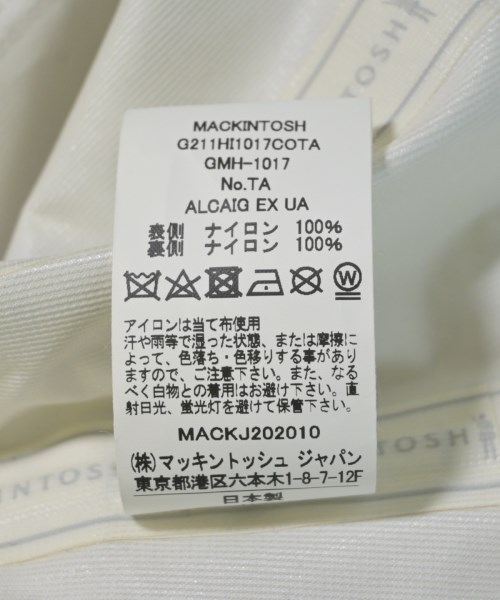 TOSH
MACKINTOSH
G211HI1017COTA
GMH-1017
No.TA
ALCAIG EX UA
表側 ナイロン 100%
裏側 ナイロン 100%
W
アイロンは当て布使用
汗や雨等で湿った状態、または摩擦に
よって、色落ち・色移りする事があり
ますので、ご注意下さい。また、なる
べく白物との着用はお避け下さい。直
射日光、蛍光灯を避けて保管下さい。
MACKJ202010
(株)マッキントッシュ ジャパン
東京都港区六本木1-8-7-12F
日本製
INTOSH
TOSH